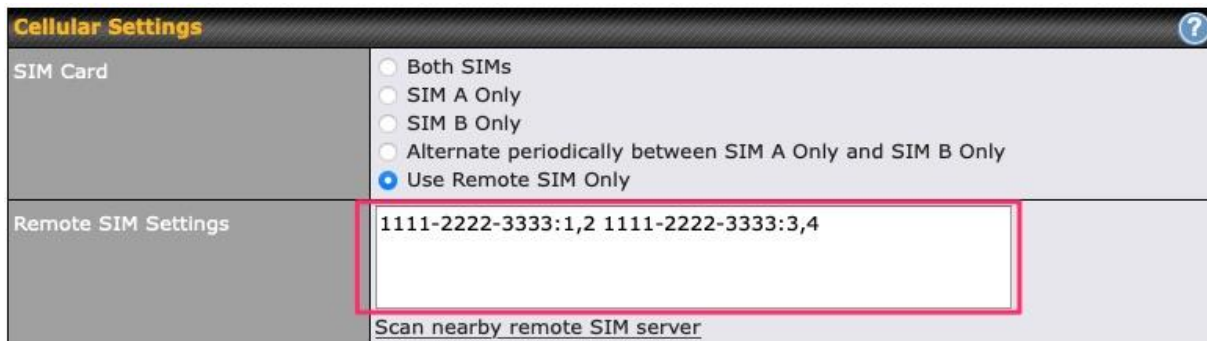 Cellular Settings
?
SIM Card
Both SIMs
SIM A Only
SIM B Only
Alternate periodically between SIM A Only and SIM B Only
Use Remote SIM Only
Remote SIM Settings
1111-2222-3333:1,2 1111-2222-3333:3,4
Scan nearby remote SIM server